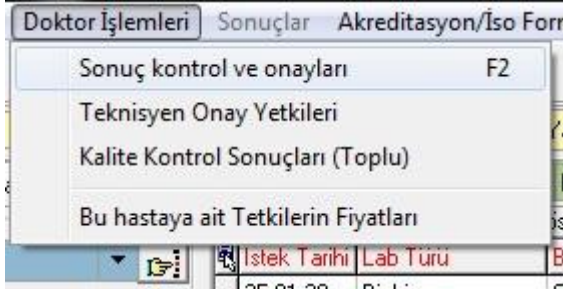 Doktor İşlemleri Sonuçlar Akreditasyon/İso
Sonuç kontrol ve onayları F2
Teknisyen Onay Yetkileri
Kalite Kontrol Sonuçları (Toplu)
Bu hastaya ait Tetkilerin Fiyatları
İstek Tarihi Lab Türü